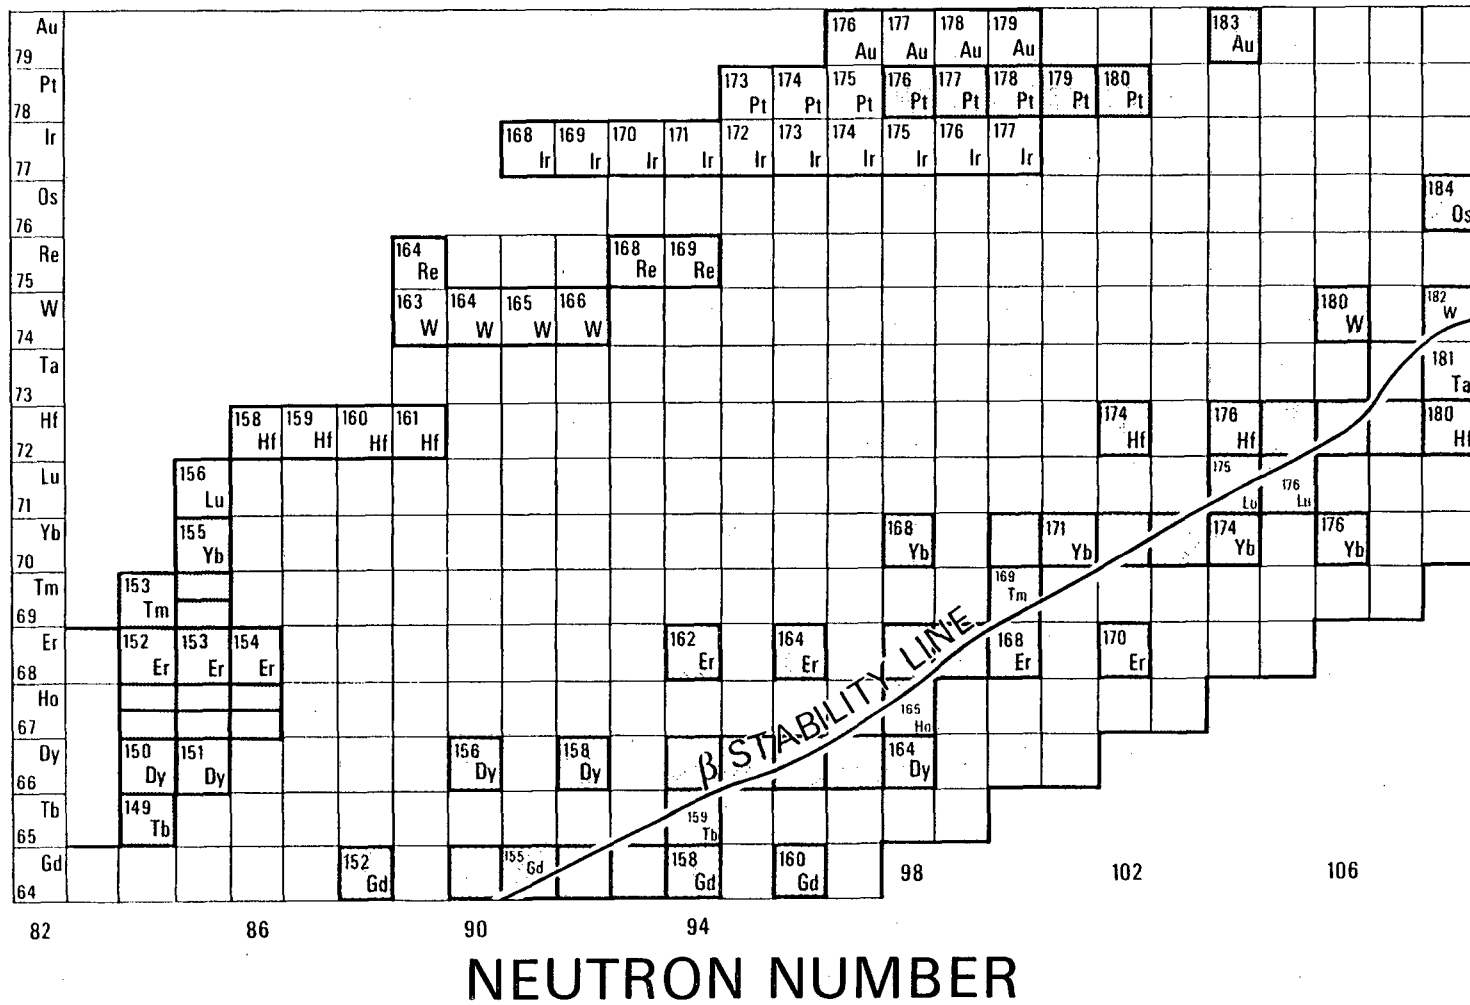 Au 176 177 178 179 183
79 Au Au Au Au Au
Pt 173 174 175 176 177 178 179 180
78 Pt Pt Pt Pt Pt Pt Pt Pt
Ir 168 169 170 171 172 173 174 175 176 177
77 Ir Ir Ir Ir Ir Ir Ir Ir Ir Ir
Os 184
76 Os
Re 164 168 169
75 Re Re Re
W 163 164 165 166 180 182
74 W W W W W W
Ta 181
73 Ta
Hf 158 159 160 161 174 176 180
72 Hf Hf Hf Hf Hf Hf Hf
Lu 156 175 176
71 Lu Lu Lu
Yb 155 168 171 174 176
70 Yb Yb Yb Yb Yb
Tm 153 169
69 Tm Tm
Er 152 153 154 162 164 168 170
68 Er Er Er Er Er Er Er
β STABILITY LINE
Ho 165
67 Ho
Dy 150 151 156 158 164
66 Dy Dy Dy Dy Dy
Tb 149 159
65 Tb Tb
Gd 152 155 158 160 98 102 106
64 Gd Gd Gd Gd
82 86 90 94
NEUTRON NUMBER